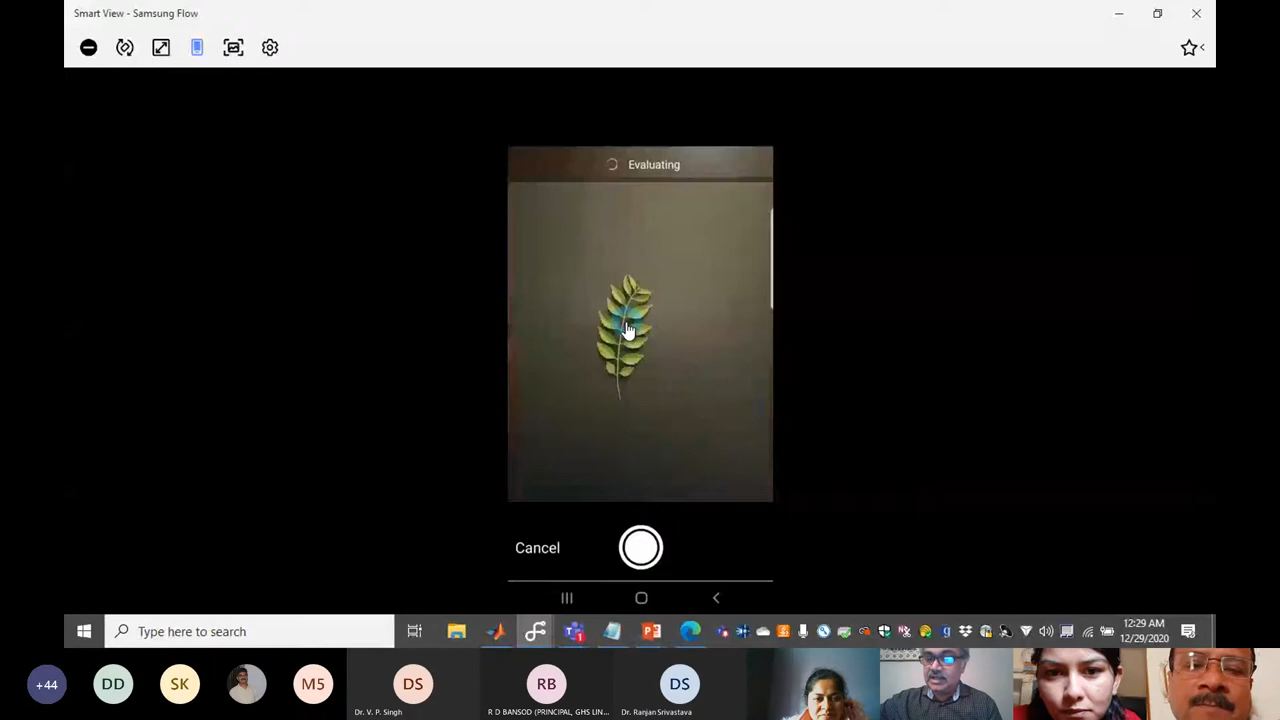 Smart View - Samsung Flow
Evaluating
Cancel
Type here to search
12:29 AM
12/29/2020
+44
DD
SK
M5
DS
RB
DS
Dr. V. P. Singh
R D BANSOD (PRINCIPAL, GHS LIN...
Dr. Ranjan Srivastava